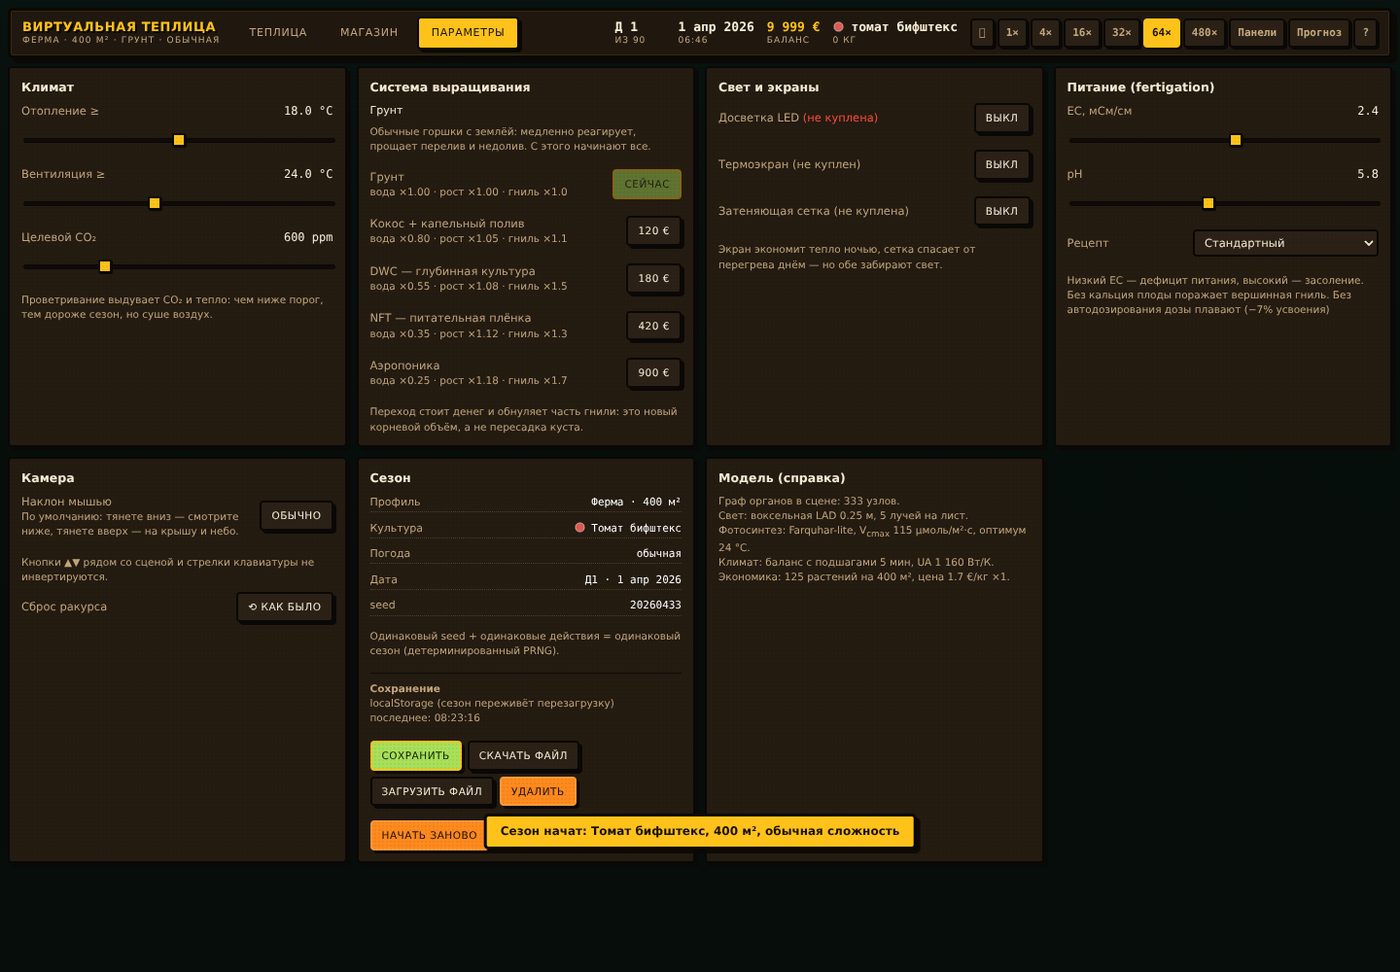 ВИРТУАЛЬНАЯ ТЕПЛИЦА
ФЕРМА · 400 М² · ГРУНТ · ОБЫЧНАЯ
ТЕПЛИЦА
МАГАЗИН
ПАРАМЕТРЫ
Д 1
ИЗ 90
1 апр 2026
06:46
9 999 €
БАЛАНС
томат бифштекс
0 КГ
1×
4×
16×
32×
64×
480×
Панели
Прогноз
?
Климат
Отопление ≥ 18.0 °C
Вентиляция ≥ 24.0 °C
Целевой CO₂ 600 ppm
Проветривание выдувает CO₂ и тепло: чем ниже порог,
тем дороже сезон, но суше воздух.
Система выращивания
Грунт
Обычные горшки с землёй: медленно реагирует,
прощает перелив и недолив. С этого начинают все.
Грунт
вода ×1.00 · рост ×1.00 · гниль ×1.0
СЕЙЧАС
Кокос + капельный полив
вода ×0.80 · рост ×1.05 · гниль ×1.1
120 €
DWC — глубинная культура
вода ×0.55 · рост ×1.08 · гниль ×1.5
180 €
NFT — питательная плёнка
вода ×0.35 · рост ×1.12 · гниль ×1.3
420 €
Аэропоника
вода ×0.25 · рост ×1.18 · гниль ×1.7
900 €
Переход стоит денег и обнуляет часть гнили: это новый
корневой объём, а не пересадка куста.
Свет и экраны
Досветка LED (не куплена) ВЫКЛ
Термоэкран (не куплен) ВЫКЛ
Затеняющая сетка (не куплена) ВЫКЛ
Экран экономит тепло ночью, сетка спасает от
перегрева днём — но обе забирают свет.
Питание (fertigation)
EC, мСм/см 2.4
pH 5.8
Рецепт Стандартный
Низкий EC — дефицит питания, высокий — засоление.
Без кальция плоды поражает вершинная гниль. Без
автодозирования дозы плавают (−7% усвоения)
Камера
Наклон мышью
По умолчанию: тянете вниз — смотрите
ниже, тянете вверх — на крышу и небо.
ОБЫЧНО
Кнопки ▲▼ рядом со сценой и стрелки клавиатуры не
инвертируются.
Сброс ракурса ⟲ КАК БЫЛО
Сезон
Профиль Ферма · 400 м²
Культура Томат бифштекс
Погода обычная
Дата Д1 · 1 апр 2026
seed 20260433
Одинаковый seed + одинаковые действия = одинаковый
сезон (детерминированный PRNG).
Сохранение
localStorage (сезон переживёт перезагрузку)
последнее: 08:23:16
СОХРАНИТЬ СКАЧАТЬ ФАЙЛ
ЗАГРУЗИТЬ ФАЙЛ УДАЛИТЬ
НАЧАТЬ ЗАНОВО
Модель (справка)
Граф органов в сцене: 333 узлов.
Свет: воксельная LAD 0.25 м, 5 лучей на лист.
Фотосинтез: Farquhar-lite, Vcmax 115 µмоль/м²·с, оптимум
24 °C.
Климат: баланс с подшагами 5 мин, UA 1 160 Вт/К.
Экономика: 125 растений на 400 м², цена 1.7 €/кг ×1.
Сезон начат: Томат бифштекс, 400 м², обычная сложность